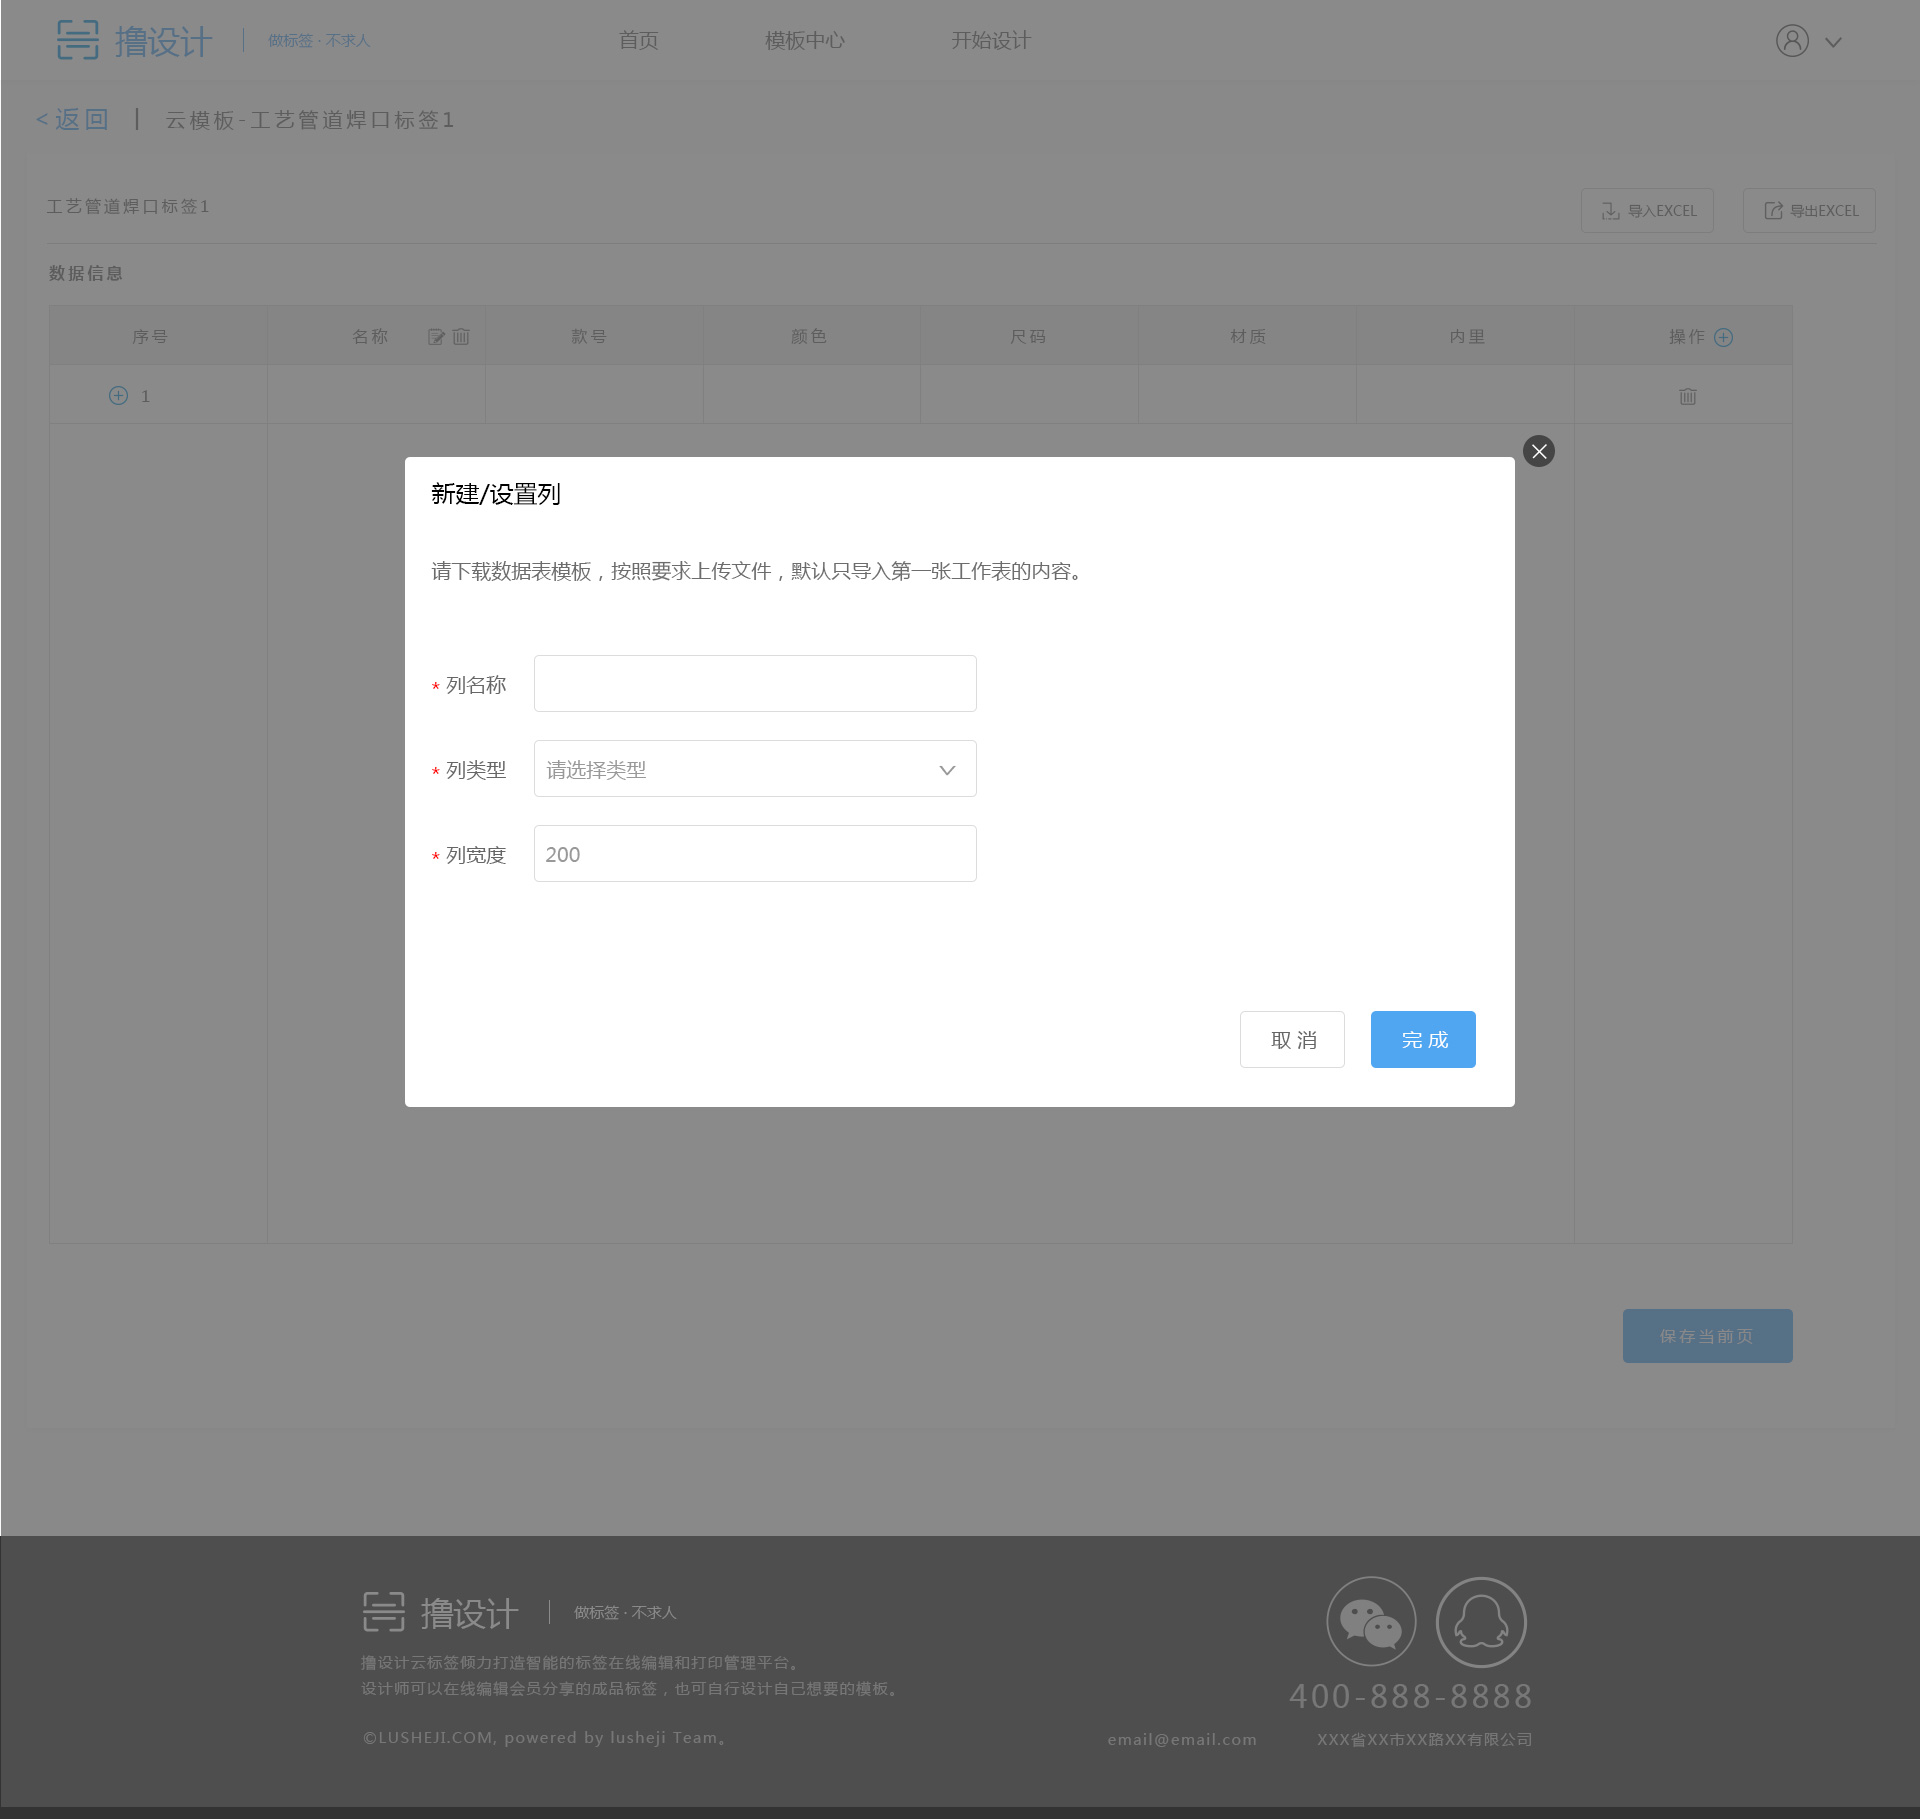 撸设计 做标签 · 不求人 首页 模板中心 开始设计
< 返回 | 云模板-工艺管道焊口标签1
工艺管道焊口标签1 导入EXCEL 导出EXCEL
数据信息
序号 名称 款号 颜色 尺码 材质 内里 操作
1
新建/设置列
请下载数据表模板，按照要求上传文件，默认只导入第一张工作表的内容。
* 列名称
* 列类型 请选择类型
* 列宽度 200
取 消 完 成
保存当前页
撸设计 做标签 · 不求人
撸设计云标签倾力打造智能的标签在线编辑和打印管理平台。
设计师可以在线编辑会员分享的成品标签，也可自行设计自己想要的模板。
400-888-8888
©LUSHEJI.COM, powered by lusheji Team。
email@email.com XXX省XX市XX路XX有限公司